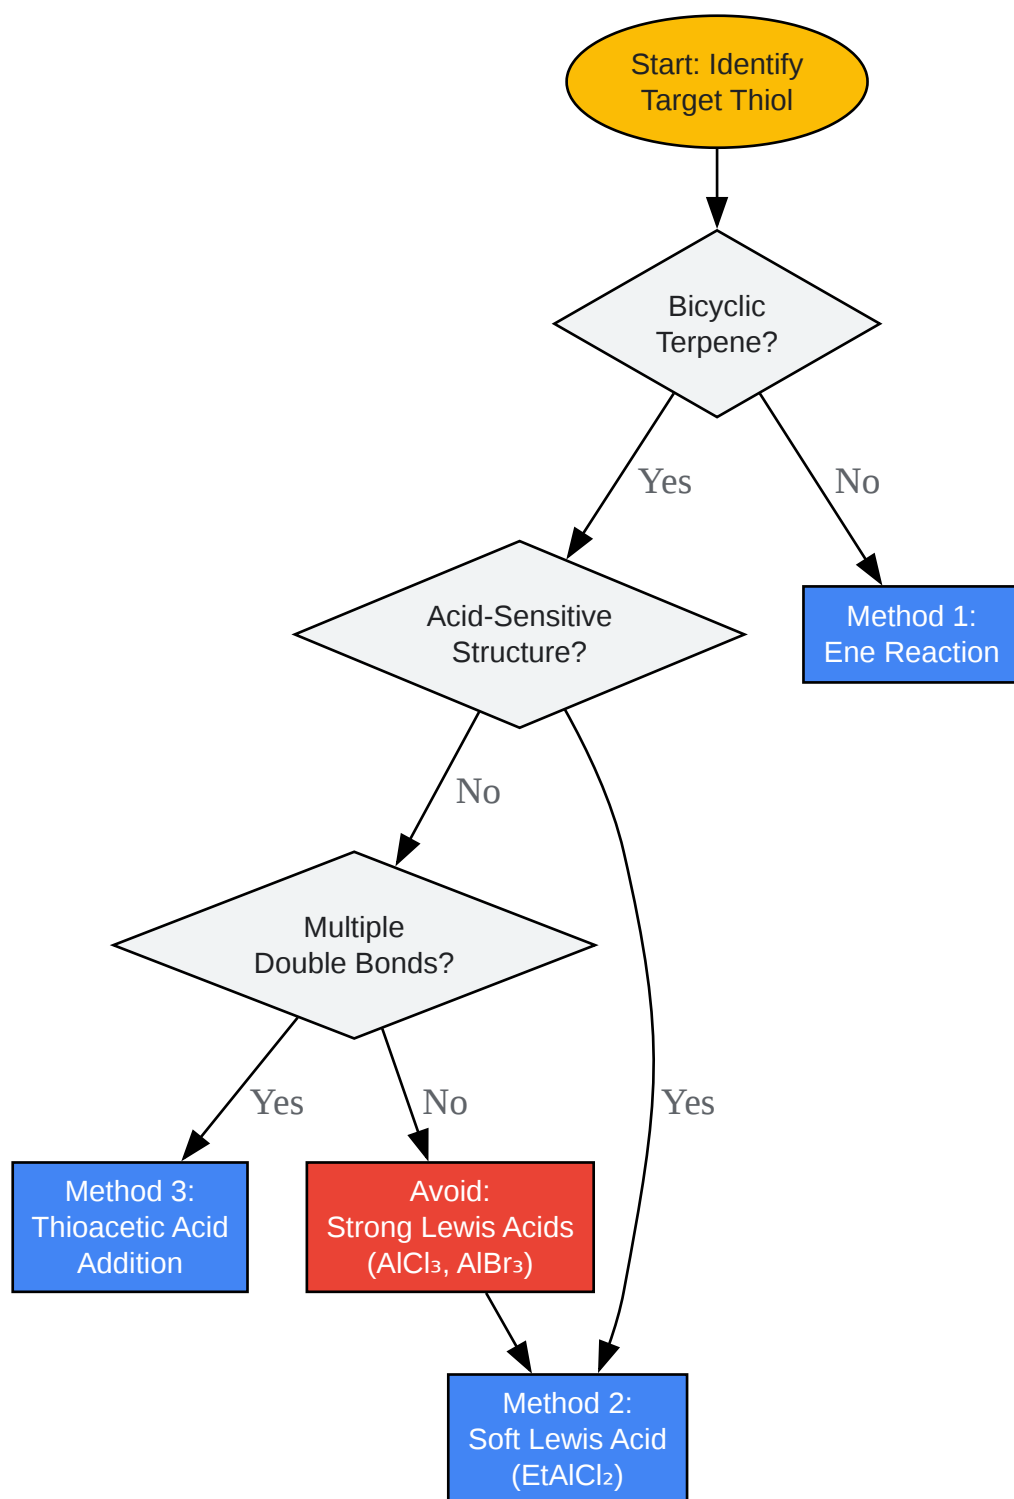 Start: Identify
Target Thiol
Bicyclic
Terpene?
Yes
No
Acid-Sensitive
Structure?
Method 1:
Ene Reaction
No
Multiple
Double Bonds?
Yes
No
Yes
Method 3:
Thioacetic Acid
Addition
Avoid:
Strong Lewis Acids
(AlCl₃, AlBr₃)
Method 2:
Soft Lewis Acid
(EtAlCl₂)